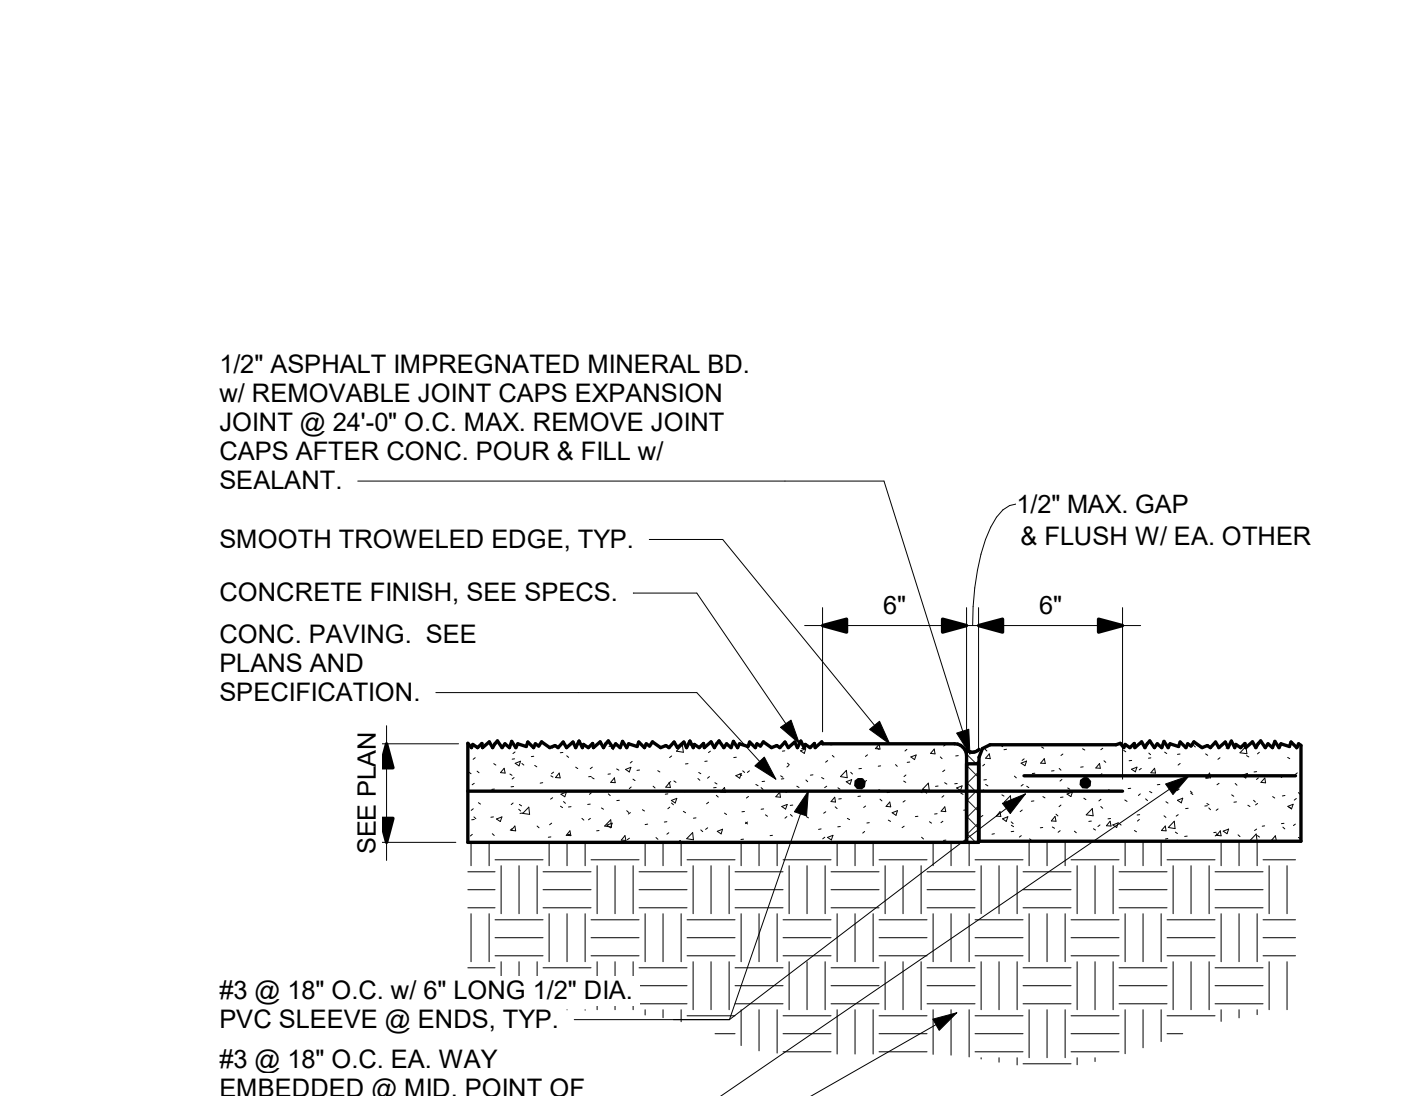 1/2" ASPHALT IMPREGNATED MINERAL BD.
w/ REMOVABLE JOINT CAPS EXPANSION
JOINT @ 24'-0" O.C. MAX. REMOVE JOINT
CAPS AFTER CONC. POUR & FILL w/
SEALANT.
1/2" MAX. GAP
& FLUSH W/ EA. OTHER
SMOOTH TROWELED EDGE, TYP.
CONCRETE FINISH, SEE SPECS.
6"
6"
CONC. PAVING. SEE
PLANS AND
SPECIFICATION.
SEE PLAN
#3 @ 18" O.C. w/ 6" LONG 1/2" DIA.
PVC SLEEVE @ ENDS, TYP.
#3 @ 18" O.C. EA. WAY
EMBEDDED @ MID. POINT OF